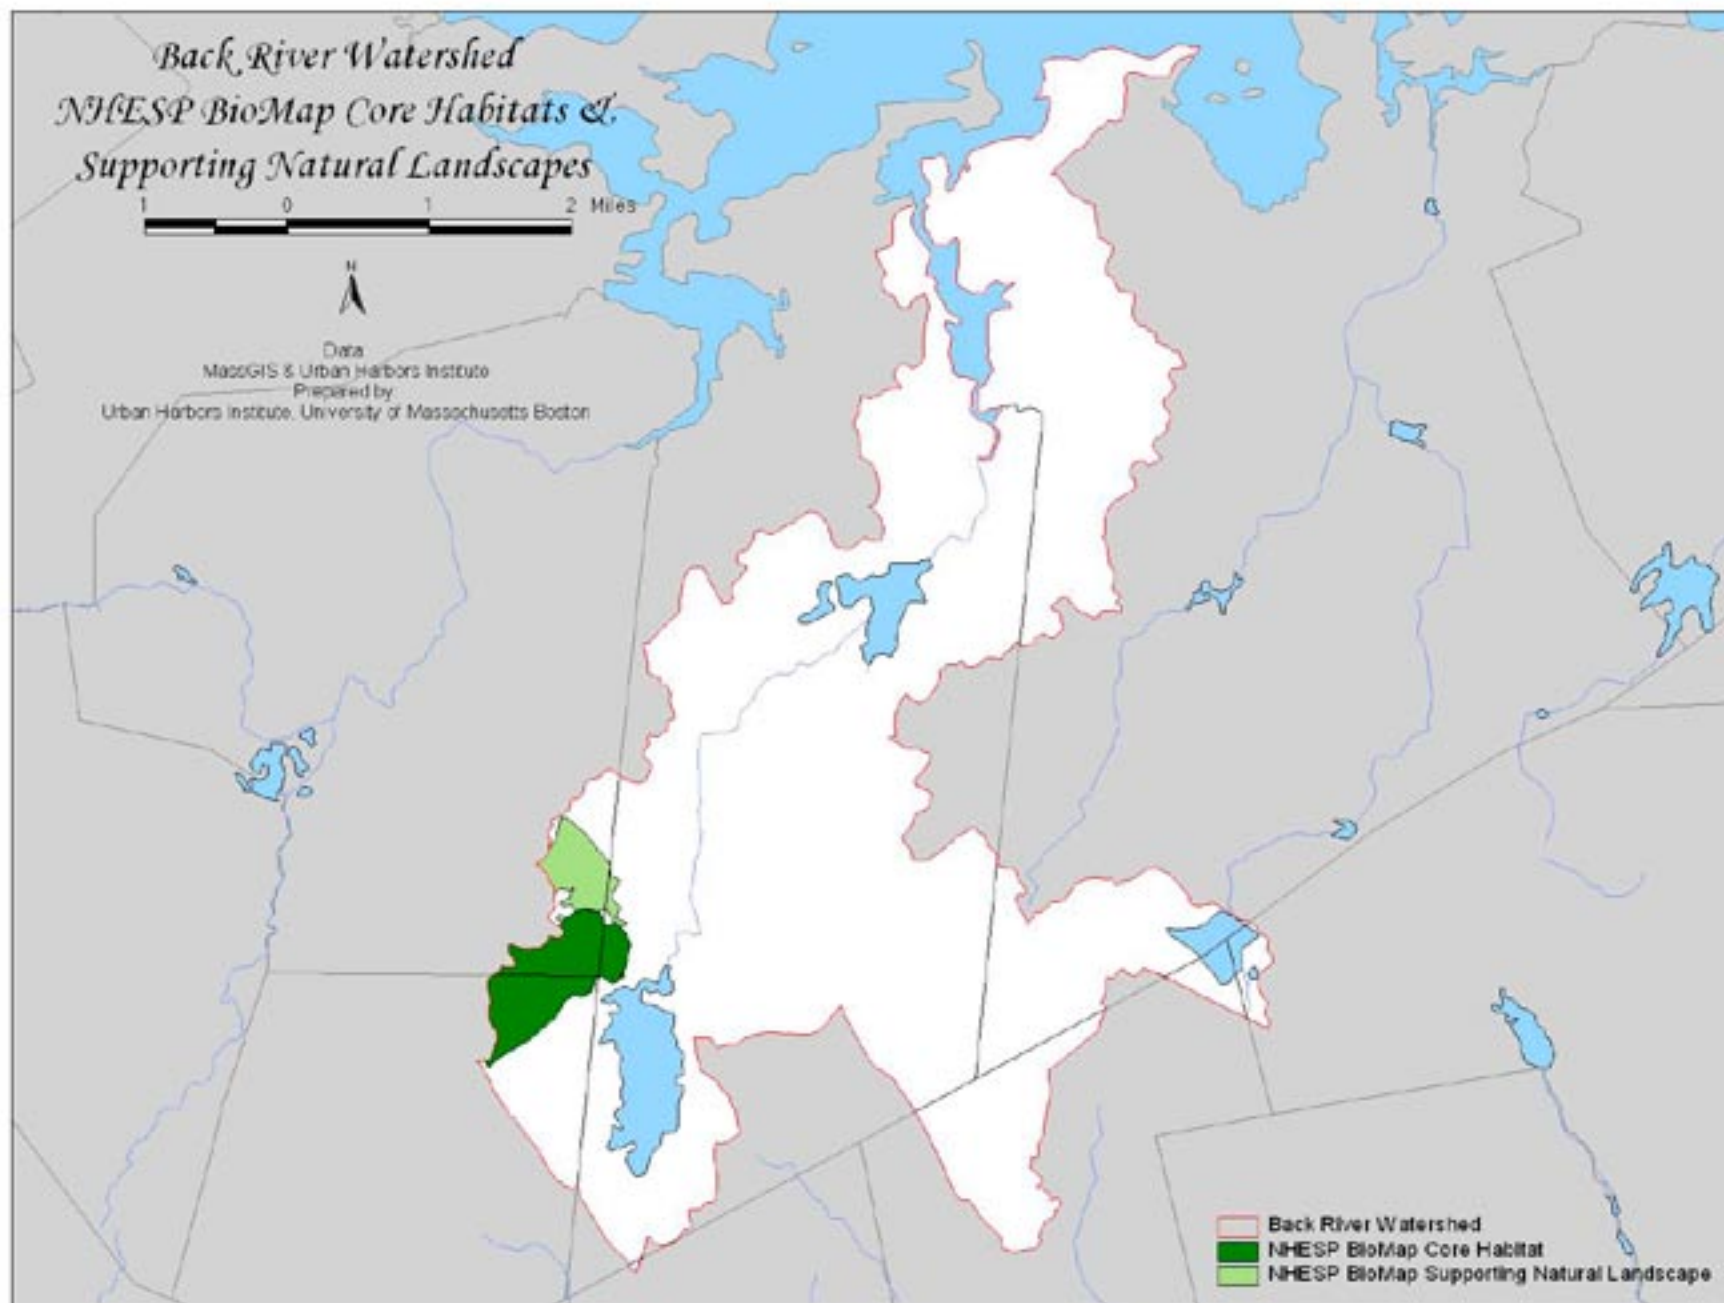 Back River Watershed
NHESP BioMap Core Habitats &
Supporting Natural Landscapes
1 0 1 2 Miles
N
Data
MassGIS & Urban Harbors Institute
Prepared by
Urban Harbors Institute, University of Massachusetts Boston
Back River Watershed
NHESP BioMap Core Habitat
NHESP BioMap Supporting Natural Landscape